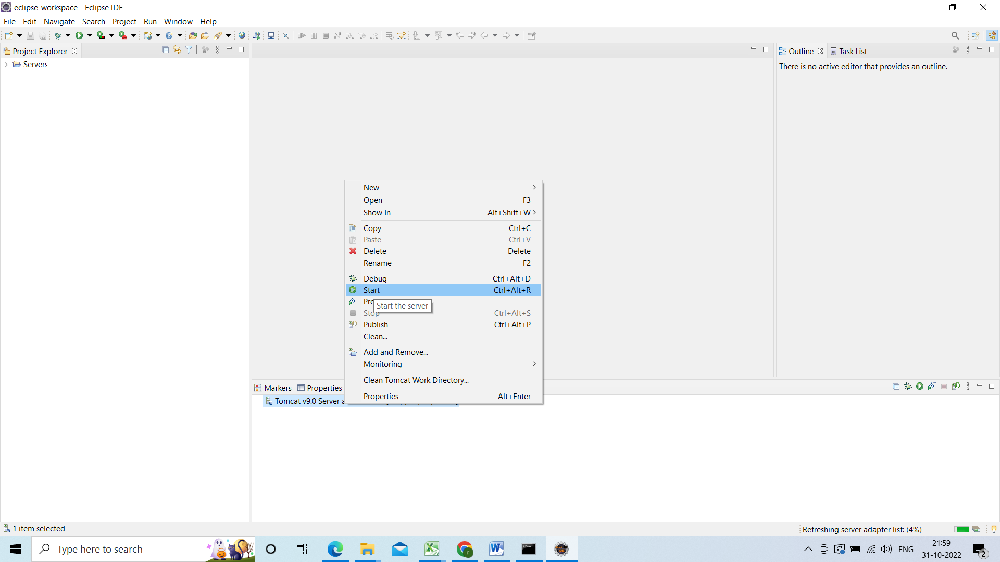 eclipse-workspace - Eclipse IDE
File Edit Navigate Search Project Run Window Help
Project Explorer
Servers
Outline Task List
There is no active editor that provides an outline.
New
Open F3
Show In Alt+Shift+W
Copy Ctrl+C
Paste Ctrl+V
Delete Delete
Rename F2
Debug Ctrl+Alt+D
Start Ctrl+Alt+R
Start the server
Stop Ctrl+Alt+S
Publish Ctrl+Alt+P
Clean...
Add and Remove...
Monitoring
Clean Tomcat Work Directory...
Properties Alt+Enter
Markers Properties
Tomcat v9.0 Server
1 item selected
Refreshing server adapter list: (4%)
Type here to search
ENG
21:59
31-10-2022
2